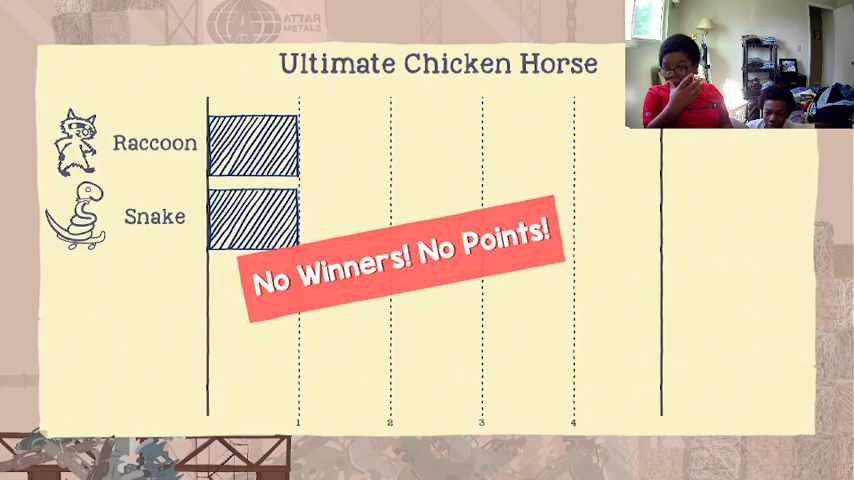 ATTAR
METALS
Ultimate Chicken Horse
Raccoon
Snake
No Winners! No Points!
1
2
3
4